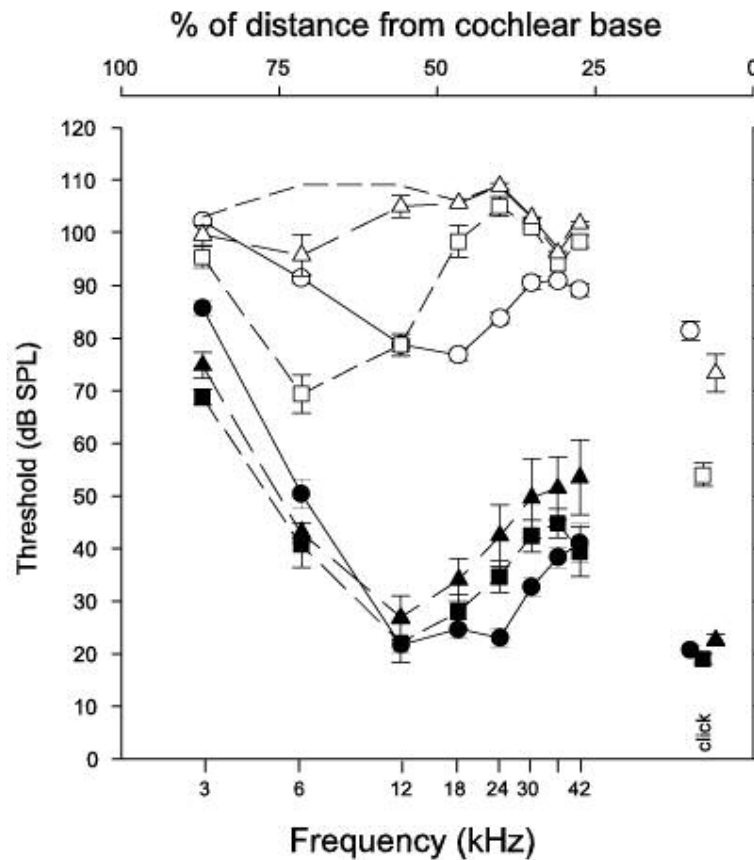 % of distance from cochlear base
100 75 50 25 0
120
110
100
90
80
70
60
50
40
30
20
10
0
Threshold (dB SPL)
click
3 6 12 18 24 30 42
Frequency (kHz)